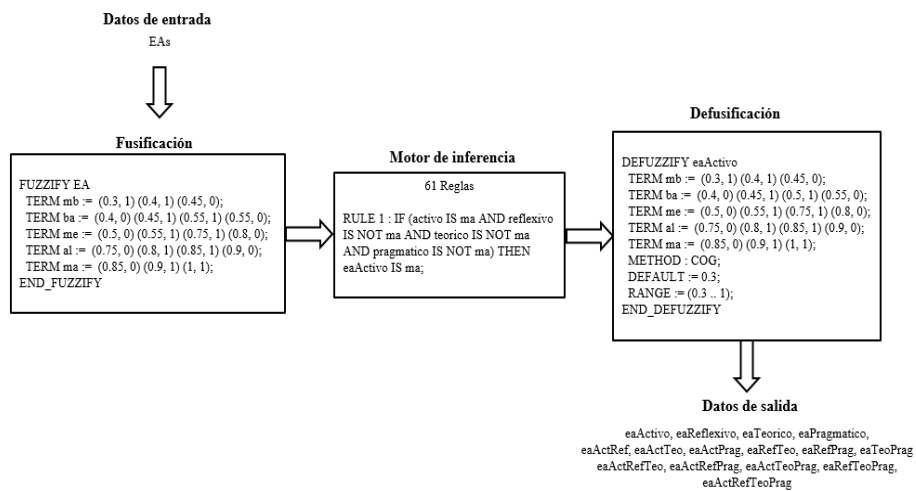 Datos de entrada
EAs
Fusificación
FUZZIFY EA
TERM mb := (0.3, 1) (0.4, 1) (0.45, 0);
TERM ba := (0.4, 0) (0.45, 1) (0.55, 1) (0.55, 0);
TERM me := (0.5, 0) (0.55, 1) (0.75, 1) (0.8, 0);
TERM al := (0.75, 0) (0.8, 1) (0.85, 1) (0.9, 0);
TERM ma := (0.85, 0) (0.9, 1) (1, 1);
END_FUZZIFY
Motor de inferencia
61 Reglas
RULE 1 : IF (activo IS ma AND reflexivo
IS NOT ma AND teorico IS NOT ma
AND pragmatico IS NOT ma) THEN
eaActivo IS ma;
Defusificación
DEFUZZIFY eaActivo
TERM mb := (0.3, 1) (0.4, 1) (0.45, 0);
TERM ba := (0.4, 0) (0.45, 1) (0.5, 1) (0.55, 0);
TERM me := (0.5, 0) (0.55, 1) (0.75, 1) (0.8, 0);
TERM al := (0.75, 0) (0.8, 1) (0.85, 1) (0.9, 0);
TERM ma := (0.85, 0) (0.9, 1) (1, 1);
METHOD : COG;
DEFAULT := 0.3;
RANGE := (0.3 .. 1);
END_DEFUZZIFY
Datos de salida
eaActivo, eaReflexivo, eaTeorico, eaPragmatico,
eaActRef, eaActTeo, eaActPrag, eaRefTeo, eaRefPrag, eaTeoPrag
eaActRefTeo, eaActRefPrag, eaActTeoPrag, eaRefTeoPrag,
eaActRefTeoPrag